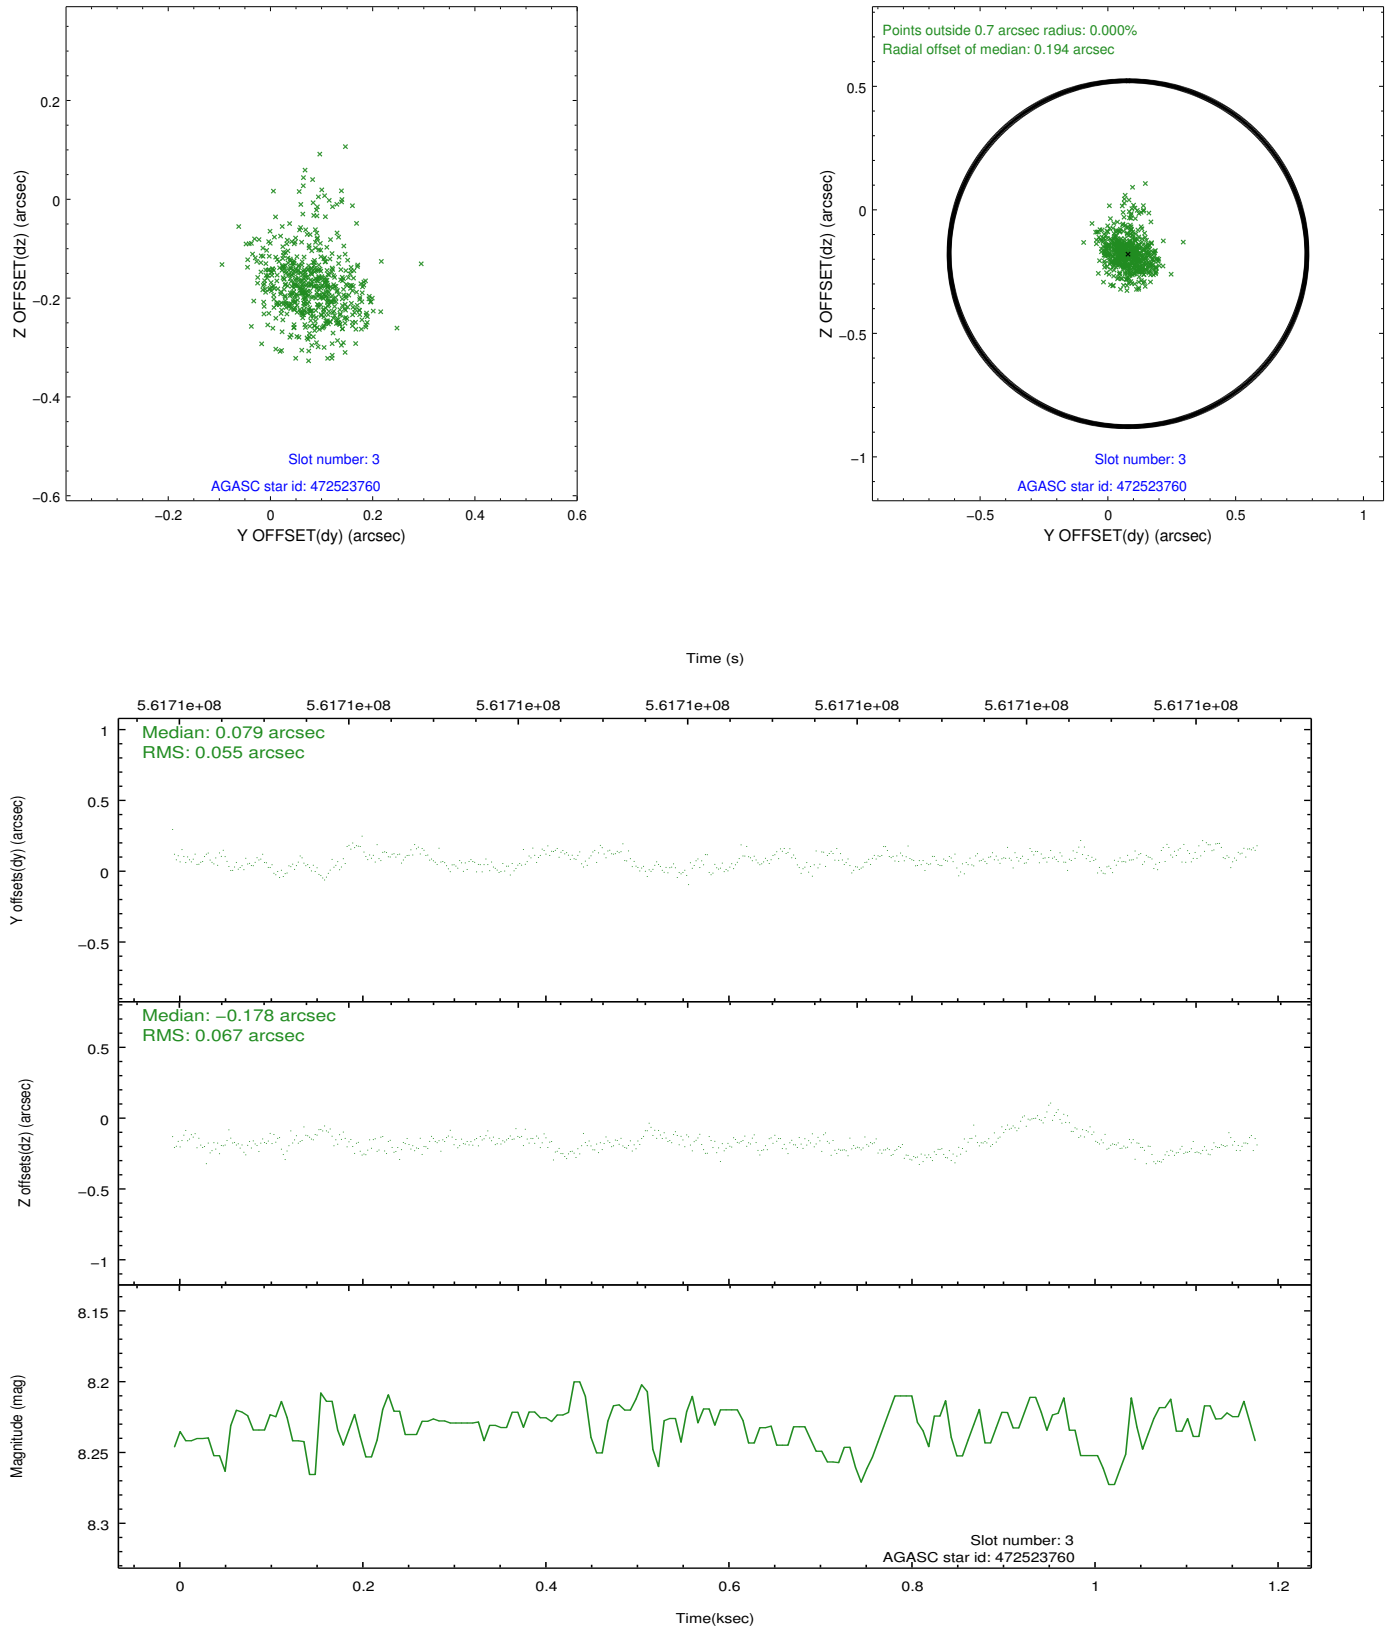 Points outside 0.7 arcsec radius: 0.000%
Radial offset of median: 0.194 arcsec
0.2
0
−0.2
−0.4
−0.6
Z OFFSET(dz) (arcsec)
Slot number: 3
AGASC star id: 472523760
−0.2 0 0.2 0.4 0.6
Y OFFSET(dy) (arcsec)
0.5
0
−0.5
−1
Z OFFSET(dz) (arcsec)
Slot number: 3
AGASC star id: 472523760
−0.5 0 0.5 1
Y OFFSET(dy) (arcsec)
Time (s)
5.6171e+08 5.6171e+08 5.6171e+08 5.6171e+08 5.6171e+08 5.6171e+08 5.6171e+08
Median: 0.079 arcsec
RMS: 0.055 arcsec
1
0.5
0
−0.5
Y offsets(dy) (arcsec)
Median: −0.178 arcsec
RMS: 0.067 arcsec
0.5
0
−0.5
−1
Z offsets(dz) (arcsec)
8.15
8.2
8.25
8.3
Magnitude (mag)
Slot number: 3
AGASC star id: 472523760
0 0.2 0.4 0.6 0.8 1 1.2
Time(ksec)